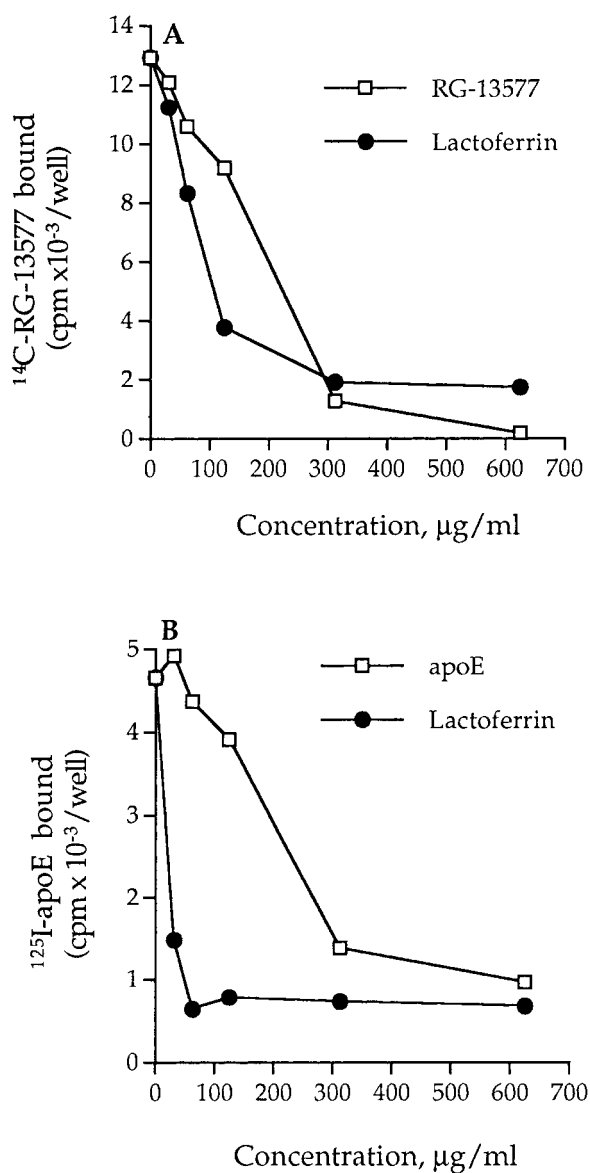 A
14
12
10
8
6
4
2
0
¹⁴C-RG-13577 bound
(cpm x10⁻³/well)
RG-13577
Lactoferrin
0 100 200 300 400 500 600 700
Concentration, μg/ml
B
5
4
3
2
1
0
¹²⁵I-apoE bound
(cpm x 10⁻³/well)
apoE
Lactoferrin
0 100 200 300 400 500 600 700
Concentration, μg/ml